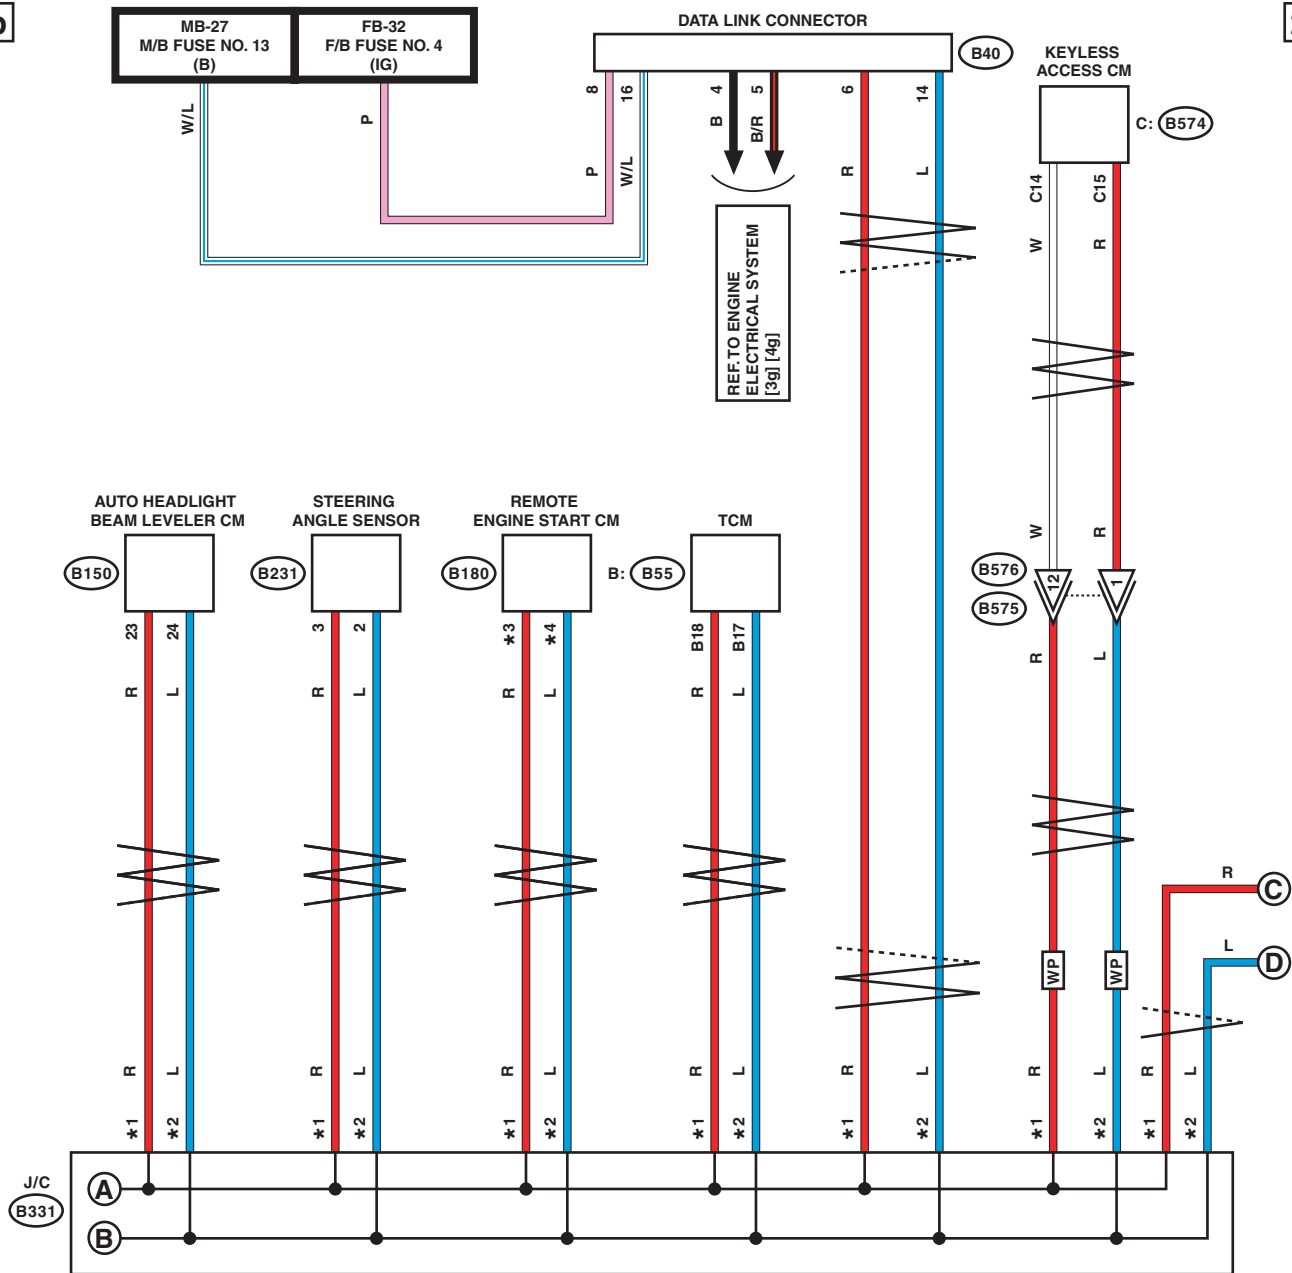 b
MB-27
M/B FUSE NO. 13
(B)
FB-32
F/B FUSE NO. 4
(IG)
DATA LINK CONNECTOR
B40
KEYLESS
ACCESS CM
C: B574
W/L
P
8
16
P
W/L
4
5
B
B/R
6
14
R
L
C14
C15
W
R
REF. TO ENGINE
ELECTRICAL SYSTEM
[3g] [4g]
AUTO HEADLIGHT
BEAM LEVELER CM
B150
STEERING
ANGLE SENSOR
B231
REMOTE
ENGINE START CM
B180
TCM
B: B55
W
R
B576
B575
12
1
23
24
3
2
*3
*4
B18
B17
R
L
R
L
R
L
R
L
R
L
R
C
L
D
WP
WP
R
L
R
L
R
L
R
L
R
L
R
L
R
L
*1
*2
*1
*2
*1
*2
*1
*2
*1
*2
*1
*2
*1
*2
J/C
B331
A
B